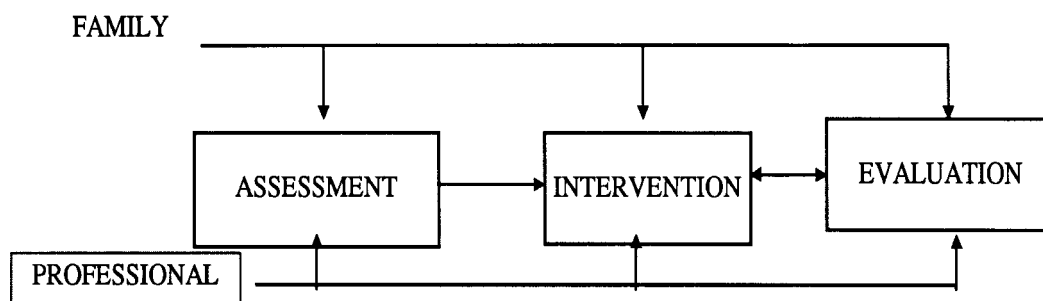 FAMILY
ASSESSMENT
INTERVENTION
EVALUATION
PROFESSIONAL